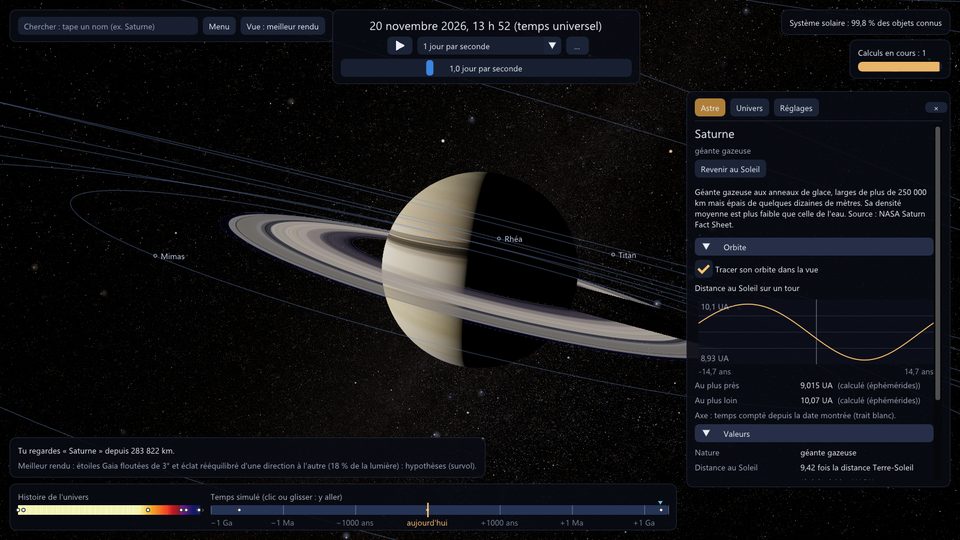 Chercher : tape un nom (ex. Saturne)
Menu
Vue : meilleur rendu
20 novembre 2026, 13 h 52 (temps universel)
1 jour par seconde
...
1,0 jour par seconde
Système solaire : 99,8 % des objets connus
Calculs en cours : 1
Astre
Univers
Réglages
×
Saturne
géante gazeuse
Revenir au Soleil
Géante gazeuse aux anneaux de glace, larges de plus de 250 000
km mais épais de quelques dizaines de mètres. Sa densité
moyenne est plus faible que celle de l'eau. Source : NASA Saturn
Fact Sheet.
Orbite
Tracer son orbite dans la vue
Distance au Soleil sur un tour
10,1 UA
8,93 UA
-14,7 ans
14,7 ans
Au plus près 9,015 UA (calculé (éphémérides))
Au plus loin 10,07 UA (calculé (éphémérides))
Axe : temps compté depuis la date montrée (trait blanc).
Valeurs
Nature géante gazeuse
Distance au Soleil 9,42 fois la distance Terre-Soleil
Mimas
Rhéa
Titan
Tu regardes « Saturne » depuis 283 822 km.
Meilleur rendu : étoiles Gaia floutées de 3° et éclat rééquilibré d'une direction à l'autre (18 % de la lumière) : hypothèses (survol).
Histoire de l'univers
Temps simulé (clic ou glisser : y aller)
−1 Ga
−1 Ma
−1000 ans
aujourd'hui
+1000 ans
+1 Ma
+1 Ga